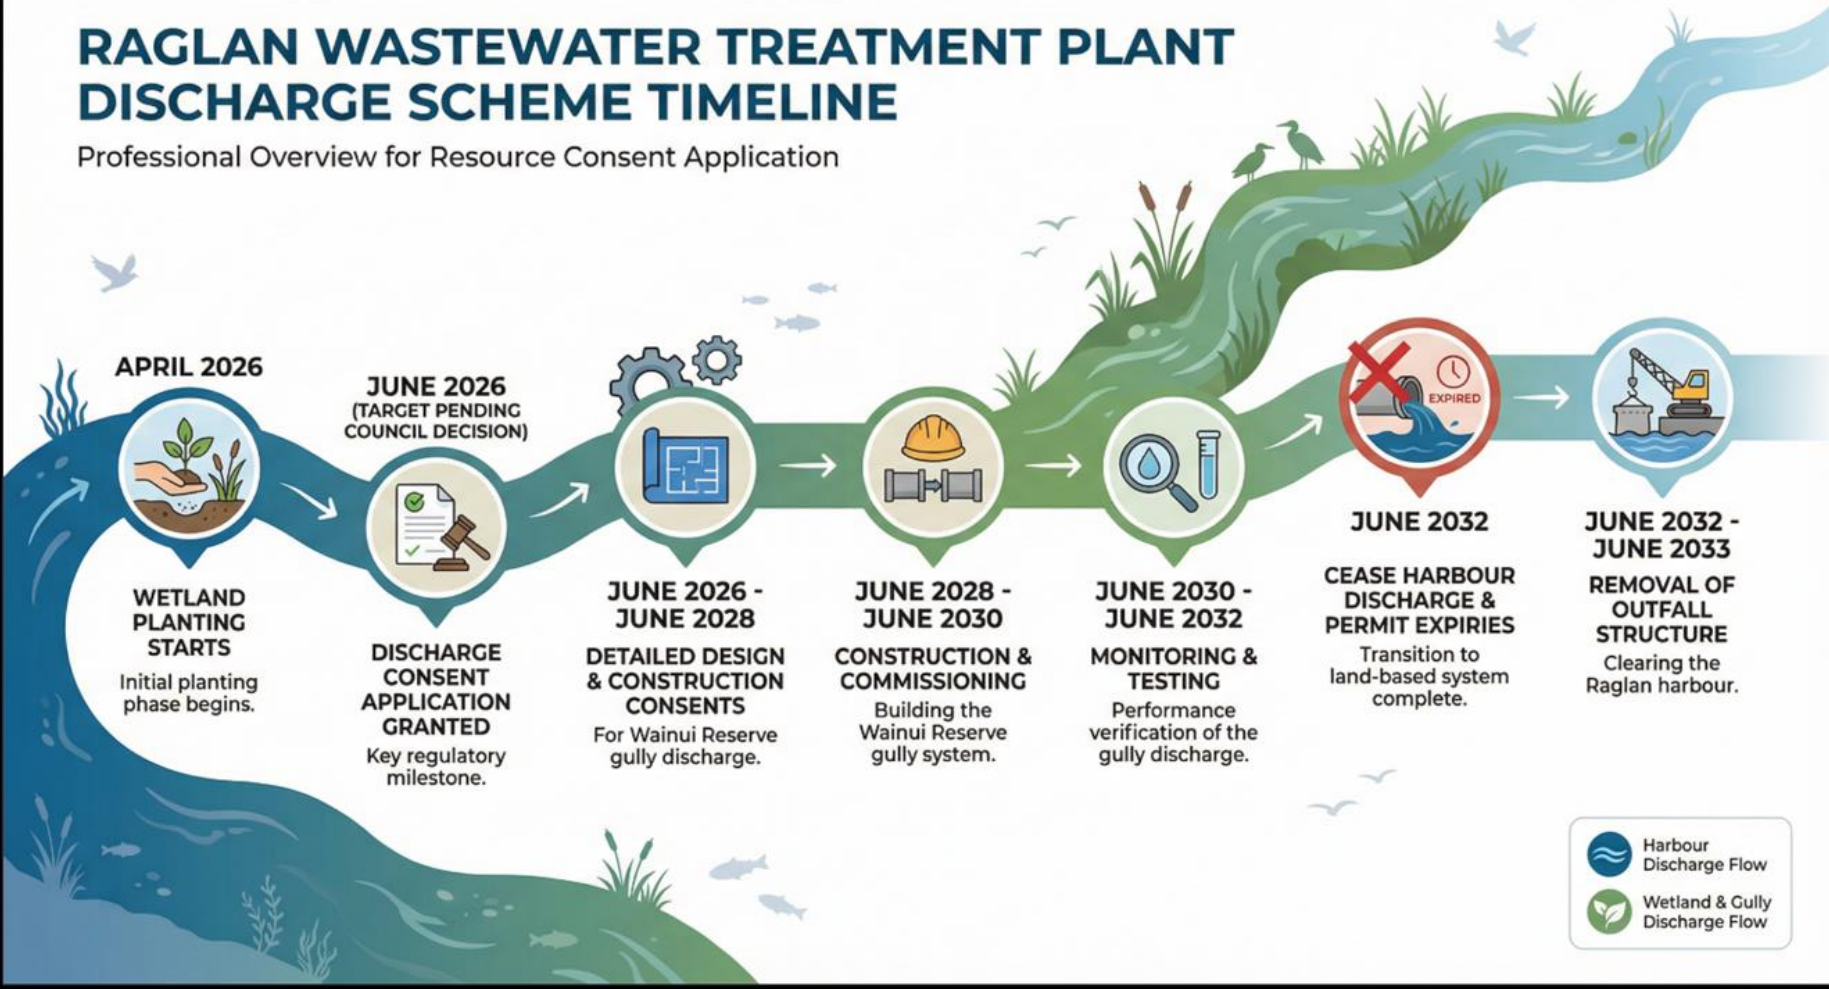 RAGLAN WASTEWATER TREATMENT PLANT
DISCHARGE SCHEME TIMELINE
Professional Overview for Resource Consent Application
APRIL 2026
WETLAND
PLANTING
STARTS
Initial planting
phase begins.
JUNE 2026
(TARGET PENDING
COUNCIL DECISION)
DISCHARGE
CONSENT
APPLICATION
GRANTED
Key regulatory
milestone.
JUNE 2026 -
JUNE 2028
DETAILED DESIGN
& CONSTRUCTION
CONSENTS
For Wainui Reserve
gully discharge.
JUNE 2028 -
JUNE 2030
CONSTRUCTION &
COMMISSIONING
Building the
Wainui Reserve
gully system.
JUNE 2030 -
JUNE 2032
MONITORING &
TESTING
Performance
verification of the
gully discharge.
EXPIRED
JUNE 2032
CEASE HARBOUR
DISCHARGE &
PERMIT EXPIRIES
Transition to
land-based system
complete.
JUNE 2032 -
JUNE 2033
REMOVAL OF
OUTFALL
STRUCTURE
Clearing the
Raglan harbour.
Harbour
Discharge Flow
Wetland & Gully
Discharge Flow